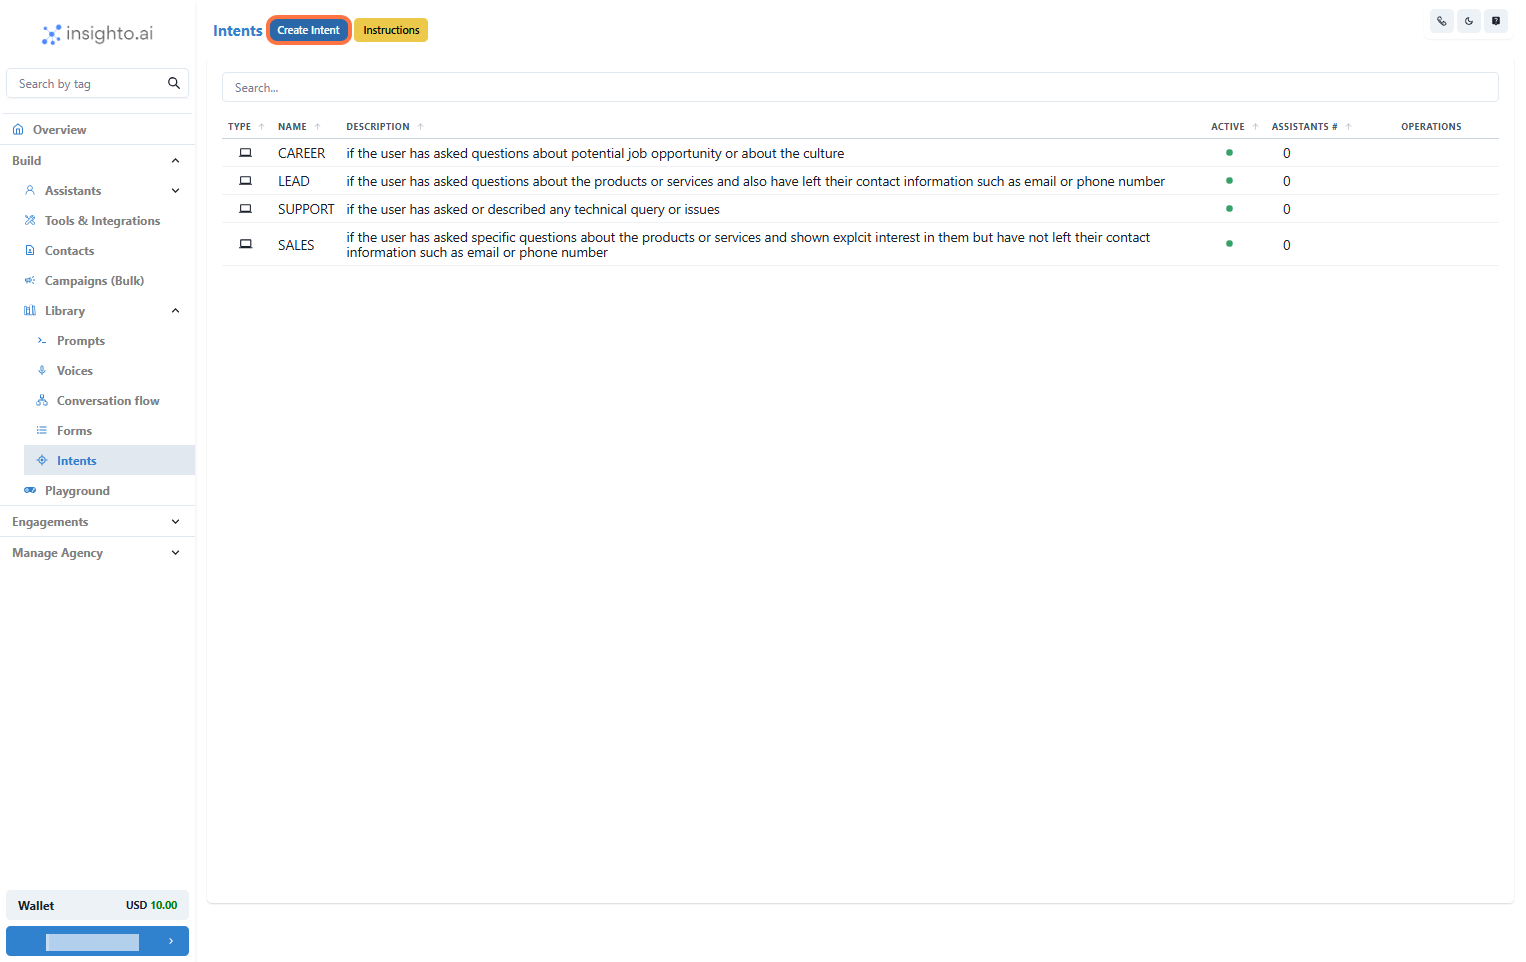 insighto.ai
Search by tag
Overview
Build
Assistants
Tools & Integrations
Contacts
Campaigns (Bulk)
Library
Prompts
Voices
Conversation flow
Forms
Intents
Playground
Engagements
Manage Agency
Wallet USD 10.00
Intents Create Intent Instructions
Search...
TYPE NAME DESCRIPTION ACTIVE ASSISTANTS # OPERATIONS
CAREER if the user has asked questions about potential job opportunity or about the culture 0
LEAD if the user has asked questions about the products or services and also have left their contact information such as email or phone number 0
SUPPORT if the user has asked or described any technical query or issues 0
SALES if the user has asked specific questions about the products or services and shown explcit interest in them but have not left their contact 0
information such as email or phone number